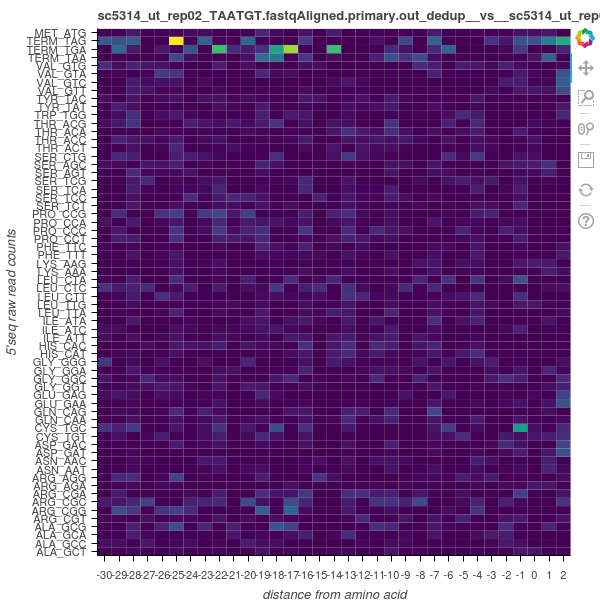 sc5314_ut_rep02_TAATGT.fastqAligned.primary.out_dedup__vs__sc5314_ut_rep
MET_ATG
TERM_TAG
TERM_TGA
TERM_TAA
VAL_GTG
VAL_GTA
VAL_GTC
VAL_GTT
TYR_TAC
TYR_TAT
TRP_TGG
THR_ACG
THR_ACA
THR_ACC
THR_ACT
SER_CTG
SER_AGC
SER_AGT
SER_TCG
SER_TCA
SER_TCC
SER_TCT
PRO_CCG
PRO_CCA
PRO_CCC
PRO_CCT
PHE_TTC
PHE_TTT
LYS_AAG
LYS_AAA
LEU_CTA
LEU_CTC
LEU_CTT
LEU_TTG
LEU_TTA
ILE_ATA
ILE_ATC
ILE_ATT
HIS_CAC
HIS_CAT
GLY_GGG
GLY_GGA
GLY_GGC
GLY_GGT
GLU_GAG
GLU_GAA
GLN_CAG
GLN_CAA
CYS_TGC
CYS_TGT
ASP_GAC
ASP_GAT
ASN_AAC
ASN_AAT
ARG_AGG
ARG_AGA
ARG_CGA
ARG_CGC
ARG_CGG
ARG_CGT
ALA_GCG
ALA_GCA
ALA_GCC
ALA_GCT
5'seq raw read counts
-30 -29 -28 -27 -26 -25 -24 -23 -22 -21 -20 -19 -18 -17 -16 -15 -14 -13 -12 -11 -10 -9 -8 -7 -6 -5 -4 -3 -2 -1 0 1 2
distance from amino acid